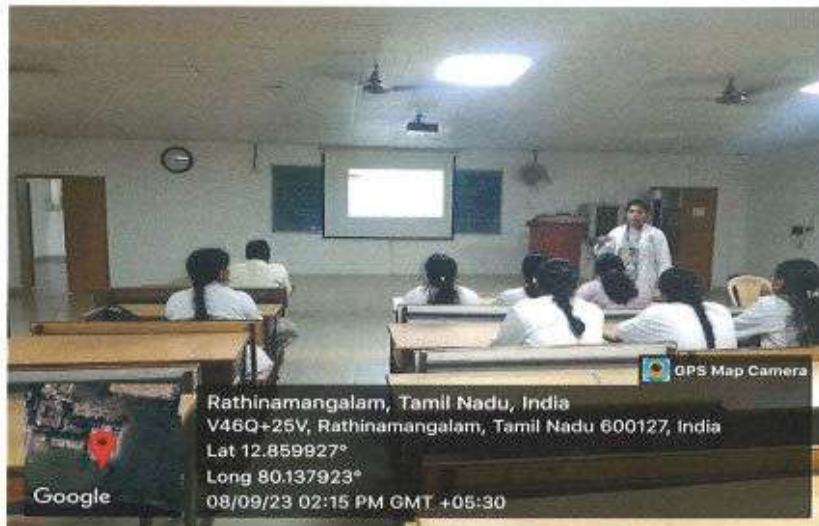 GPS Map Camera
Rathinamangalam, Tamil Nadu, India
V46Q+25V, Rathinamangalam, Tamil Nadu 600127, India
Lat 12.859927°
Long 80.137923°
08/09/23 02:15 PM GMT +05:30
Google